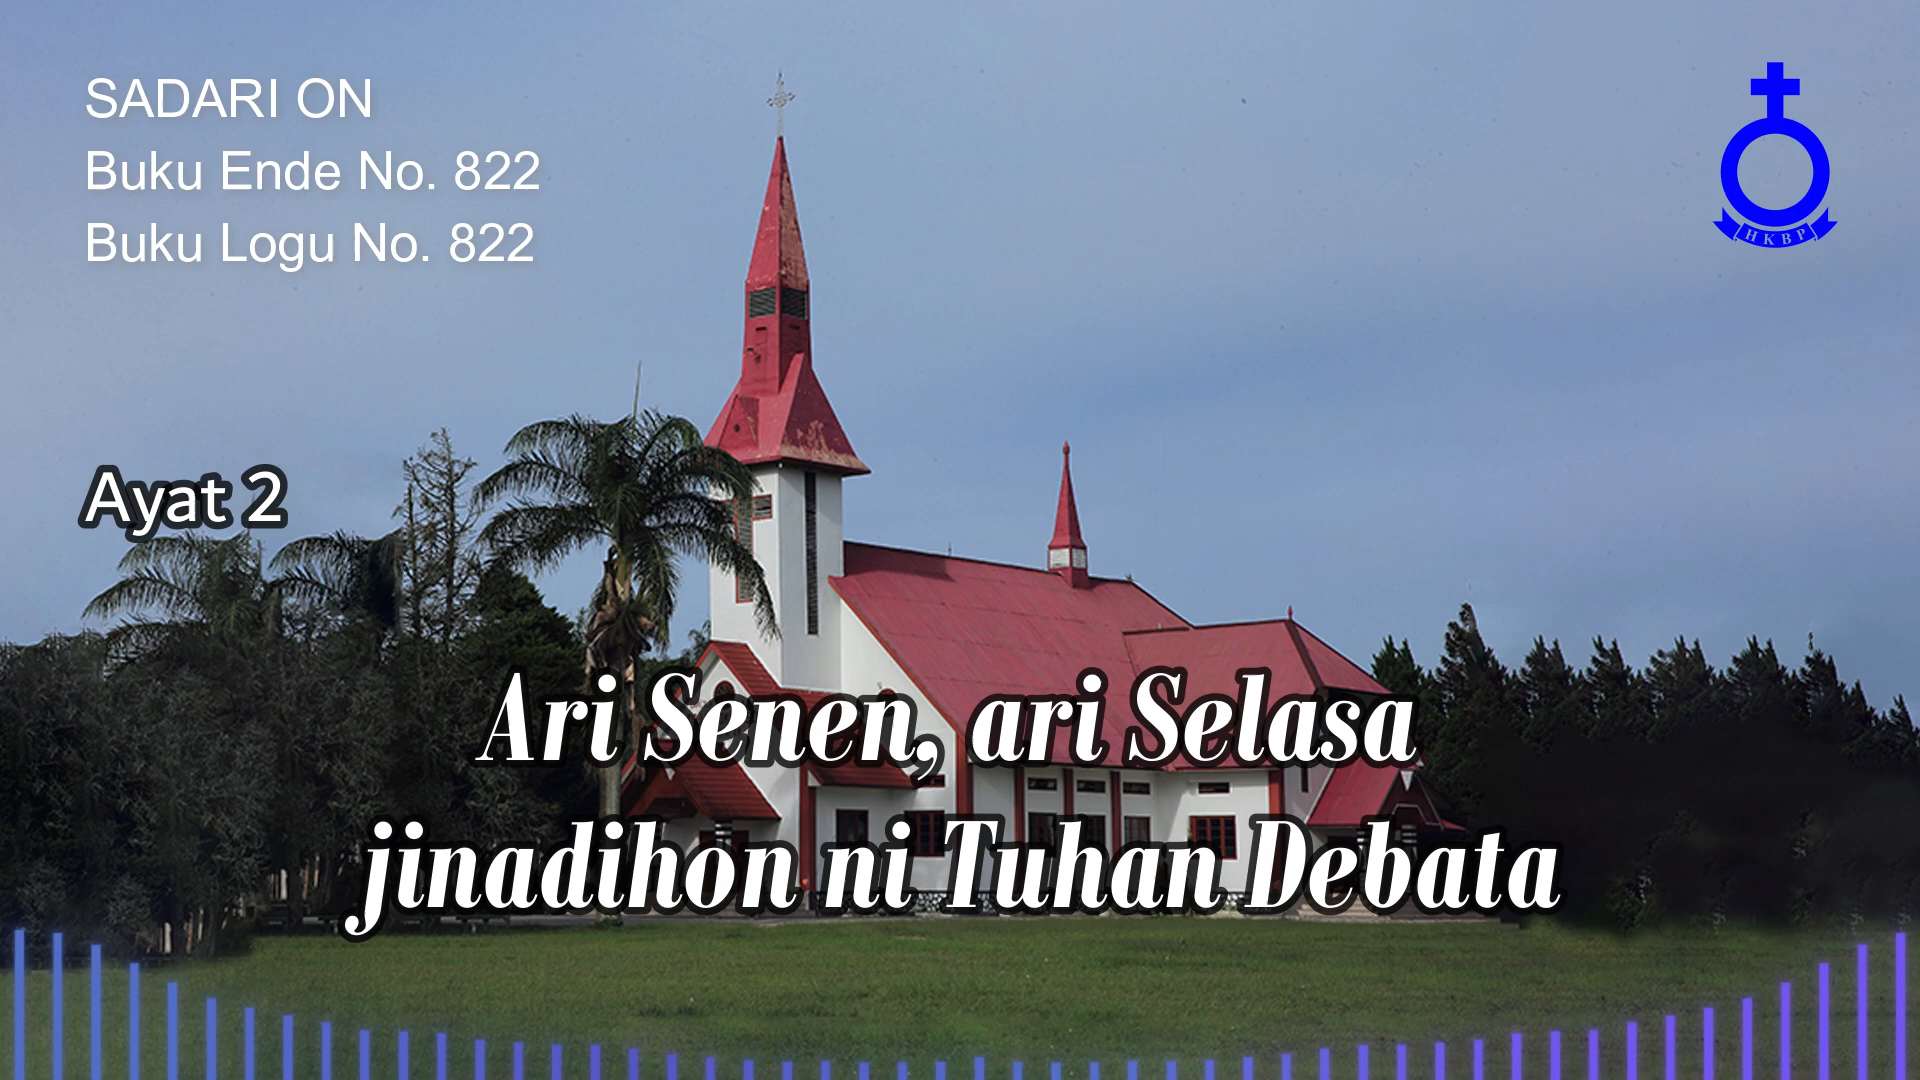 SADARI ON
Buku Ende No. 822
Buku Logu No. 822
HKBP
Ayat 2
Ari Senen, ari Selasa
jinadihon ni Tuhan Debata